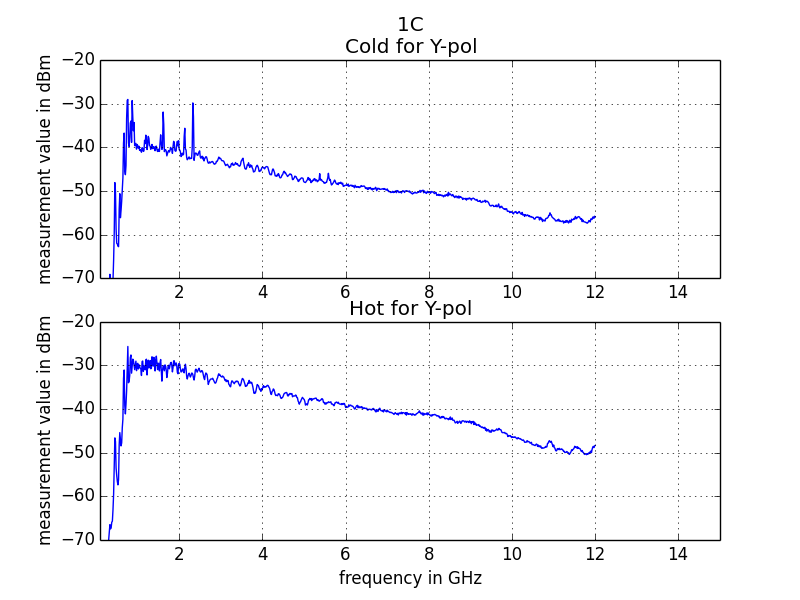 1C
Cold for Y-pol
measurement value in dBm
−20
−30
−40
−50
−60
−70
2 4 6 8 10 12 14
Hot for Y-pol
measurement value in dBm
−20
−30
−40
−50
−60
−70
2 4 6 8 10 12 14
frequency in GHz